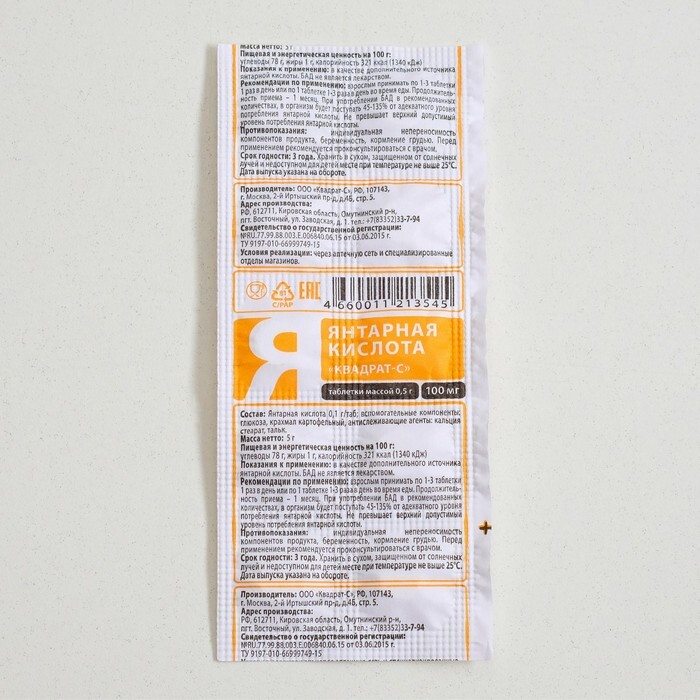 Масса нетто: 5 г
Пищевая и энергетическая ценность на 100 г:
углеводы 78 г, жиры 1 г, калорийность 321 ккал (1340 кДж)
Показания к применению: в качестве дополнительного источника
янтарной кислоты. БАД не является лекарством.
Рекомендации по применению: взрослым принимать по 1-3 таблетки
1 раз в день или по 1 таблетке 1-3 раза в день во время еды. Продолжитель-
ность приема – 1 месяц. При употреблении БАД в рекомендованных
количествах, в организм будет поступать 45-135% от адекватного уровня
потребления янтарной кислоты. Не превышает верхний допустимый
уровень потребления янтарной кислоты.
Противопоказания: индивидуальная непереносимость
компонентов продукта, беременность, кормление грудью. Перед
применением рекомендуется проконсультироваться с врачом.
Срок годности: 3 года. Хранить в сухом, защищенном от солнечных
лучей и недоступном для детей месте при температуре не выше 25°С.
Дата выпуска указана на обороте.
Производитель: ООО «Квадрат-С», РФ, 107143,
г. Москва, 2-й Иртышский пр-д, д.4Б, стр. 5.
Адрес производства:
РФ, 612711, Кировская область, Омутнинский р-н,
пгт. Восточный, ул. Заводская, д. 1. тел.: +7(83352)33-7-94
Свидетельство о государственной регистрации:
№RU.77.99.88.003.Е.006840.06.15 от 03.06.2015 г.
ТУ 9197-010-66999749-15
Условия реализации: через аптечную сеть и специализированные
отделы магазинов.
81
C/PAP
ЕАС
4 660011 213545
Я
ЯНТАРНАЯ
КИСЛОТА
«КВАДРАТ-С»
таблетки массой 0,5 г
100 мг
Состав: Янтарная кислота 0,1 г/таб; вспомогательные компоненты:
глюкоза, крахмал картофельный, антислеживающие агенты: кальция
стеарат, тальк.
Масса нетто: 5 г
Пищевая и энергетическая ценность на 100 г:
углеводы 78 г, жиры 1 г, калорийность 321 ккал (1340 кДж)
Показания к применению: в качестве дополнительного источника
янтарной кислоты. БАД не является лекарством.
Рекомендации по применению: взрослым принимать по 1-3 таблетки
1 раз в день или по 1 таблетке 1-3 раза в день во время еды. Продолжитель-
ность приема – 1 месяц. При употреблении БАД в рекомендованных
количествах, в организм будет поступать 45-135% от адекватного уровня
потребления янтарной кислоты. Не превышает верхний допустимый
уровень потребления янтарной кислоты.
Противопоказания: индивидуальная непереносимость
компонентов продукта, беременность, кормление грудью. Перед
применением рекомендуется проконсультироваться с врачом.
Срок годности: 3 года. Хранить в сухом, защищенном от солнечных
лучей и недоступном для детей месте при температуре не выше 25°С.
Дата выпуска указана на обороте.
Производитель: ООО «Квадрат-С», РФ, 107143,
г. Москва, 2-й Иртышский пр-д, д.4Б, стр. 5.
Адрес производства:
РФ, 612711, Кировская область, Омутнинский р-н,
пгт. Восточный, ул. Заводская, д. 1. тел.: +7(83352)33-7-94
Свидетельство о государственной регистрации:
№RU.77.99.88.003.Е.006840.06.15 от 03.06.2015 г.
ТУ 9197-010-66999749-15